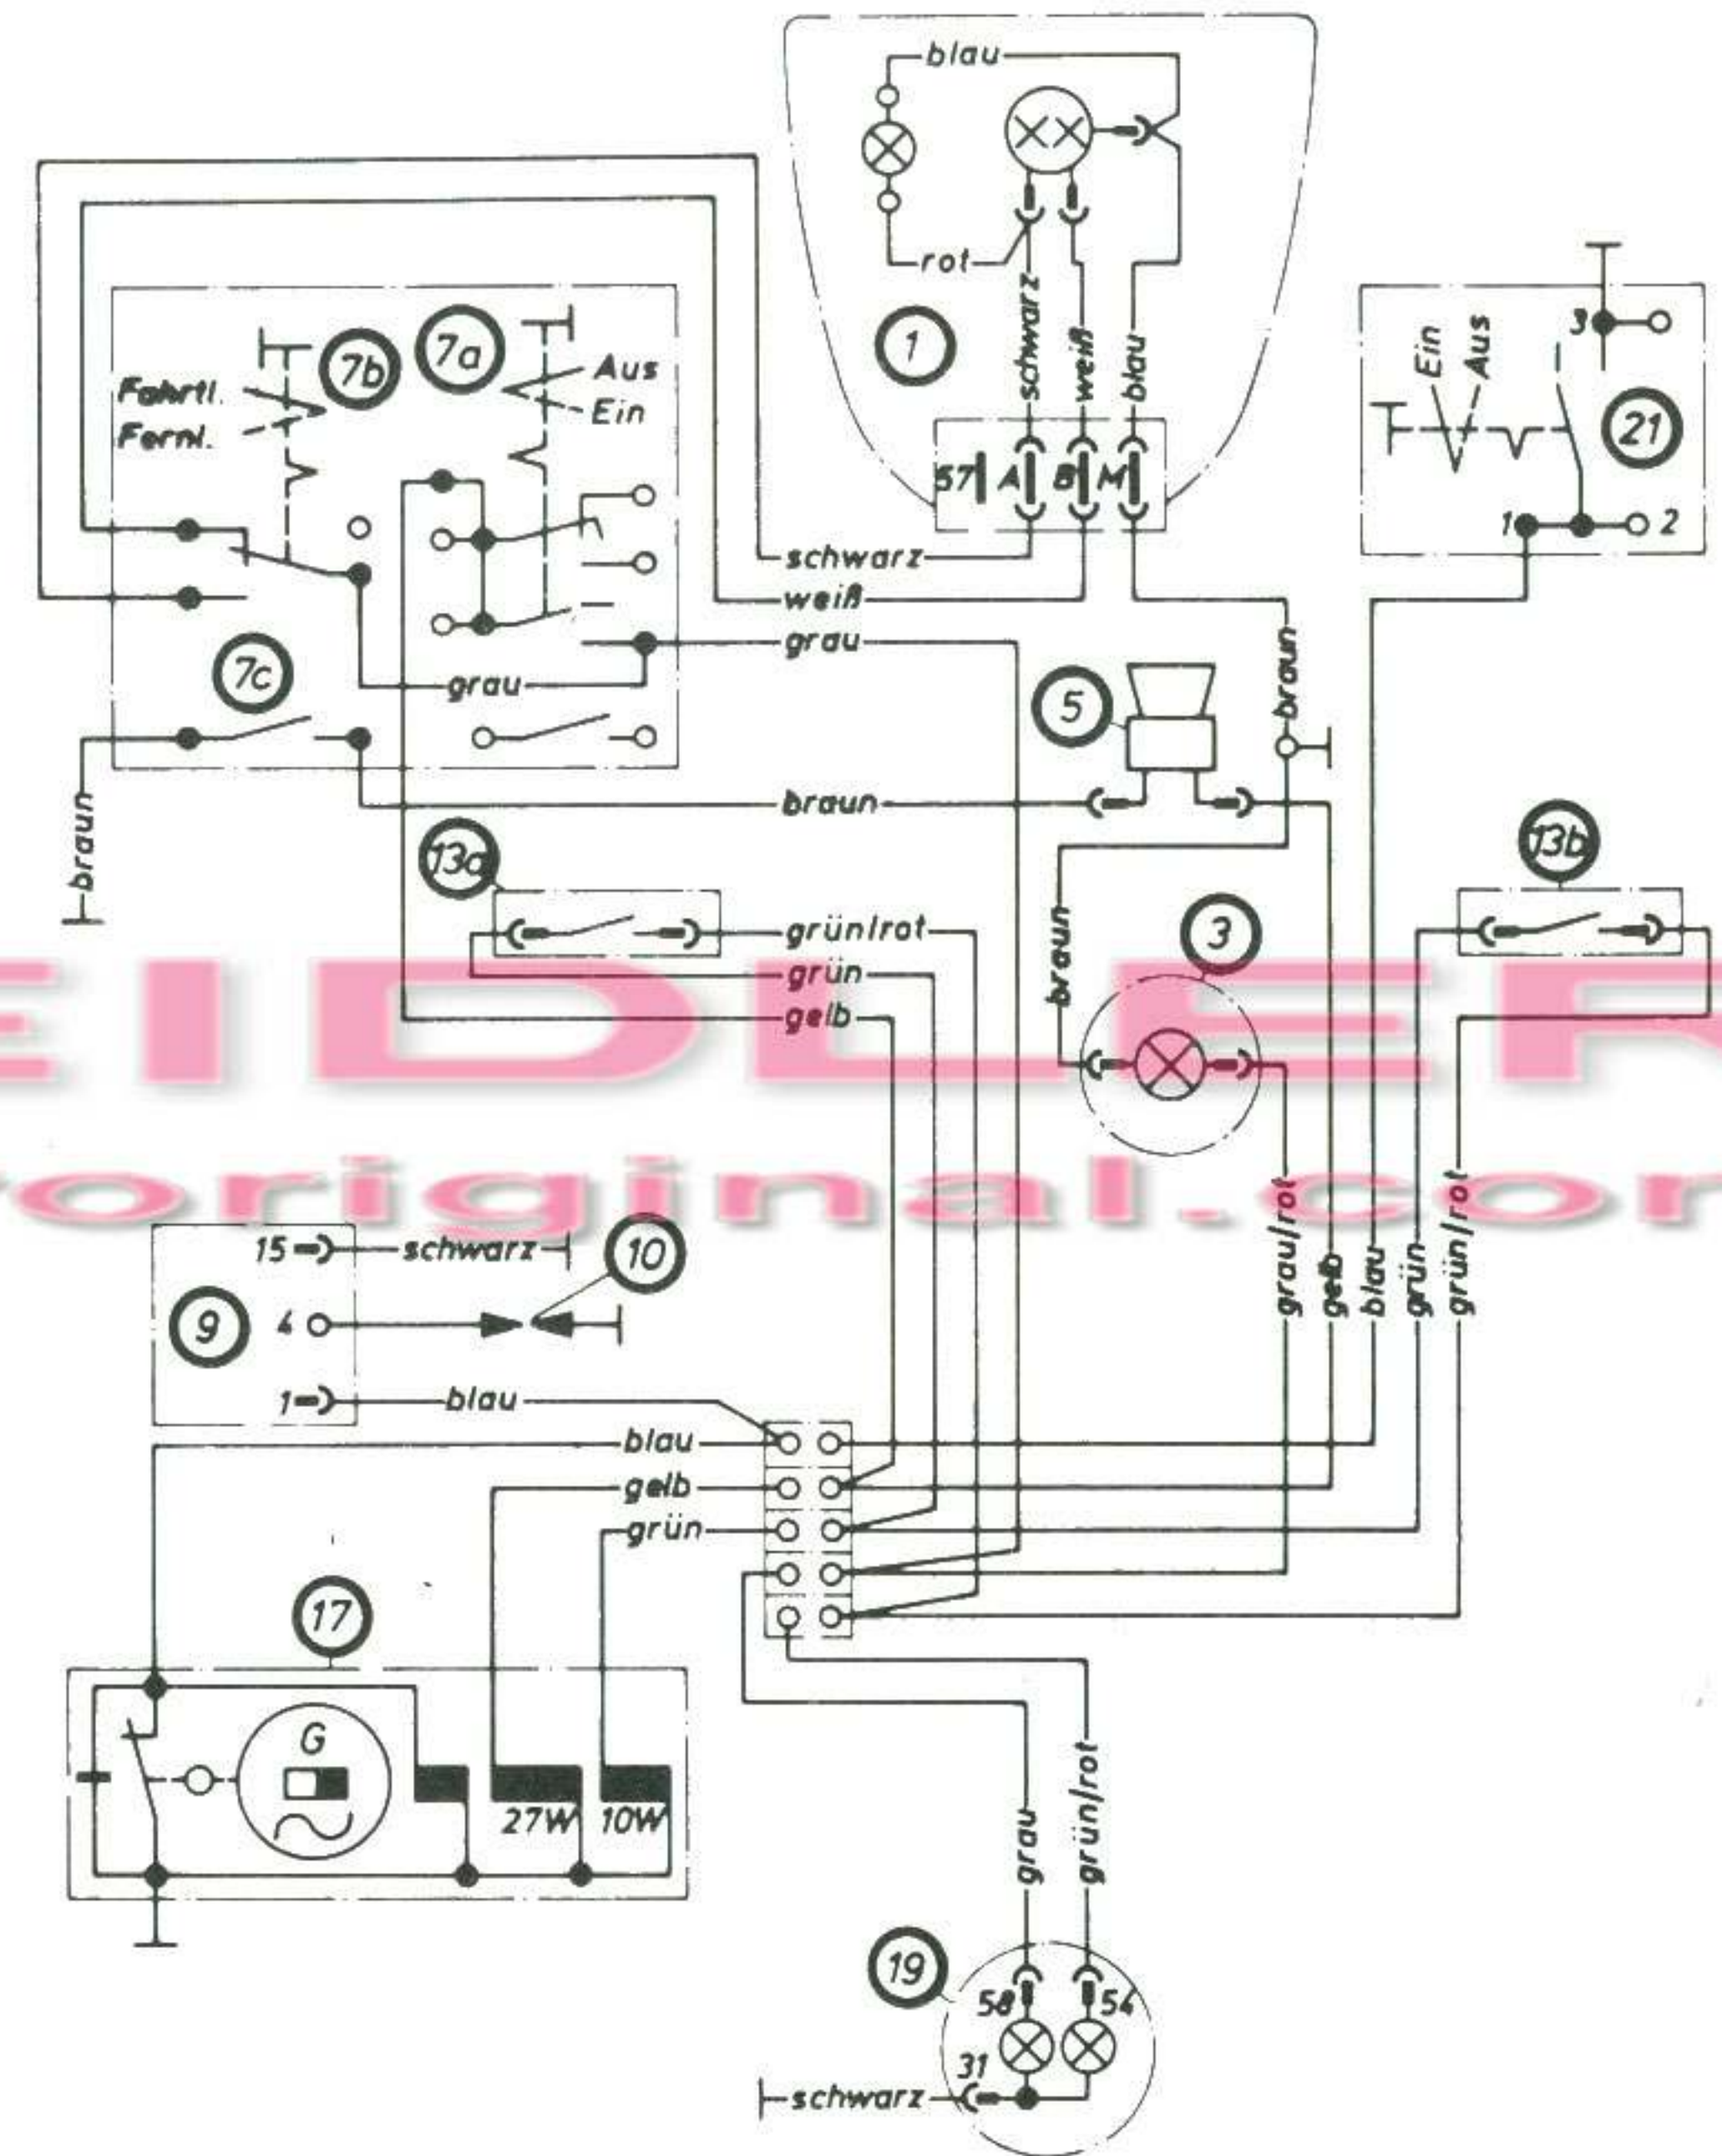 blau
rot
schwarz
weiß
blau
1
57 A B M
7b
7a
Fahrtl.
Fernl.
Aus
Ein
7c
grau
schwarz
weiß
grau
braun
Ein
Aus
3
21
1
2
5
braun
braun
13a
13b
grün/rot
grün
gelb
braun
3
EIDLER
original.com
grau/rot
gelb
blau
grün
grün/rot
15
schwarz
10
9
4
1
blau
blau
gelb
grün
17
G
27W
10W
grau
grün/rot
19
58
54
31
schwarz